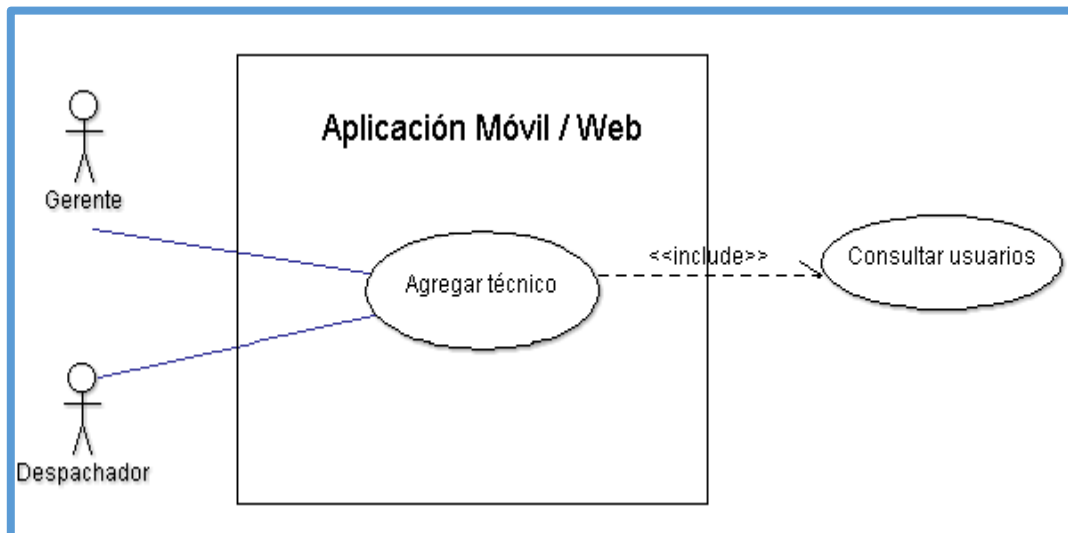 Aplicación Móvil / Web
Gerente
Agregar técnico
<<include>>
Consultar usuarios
Despachador